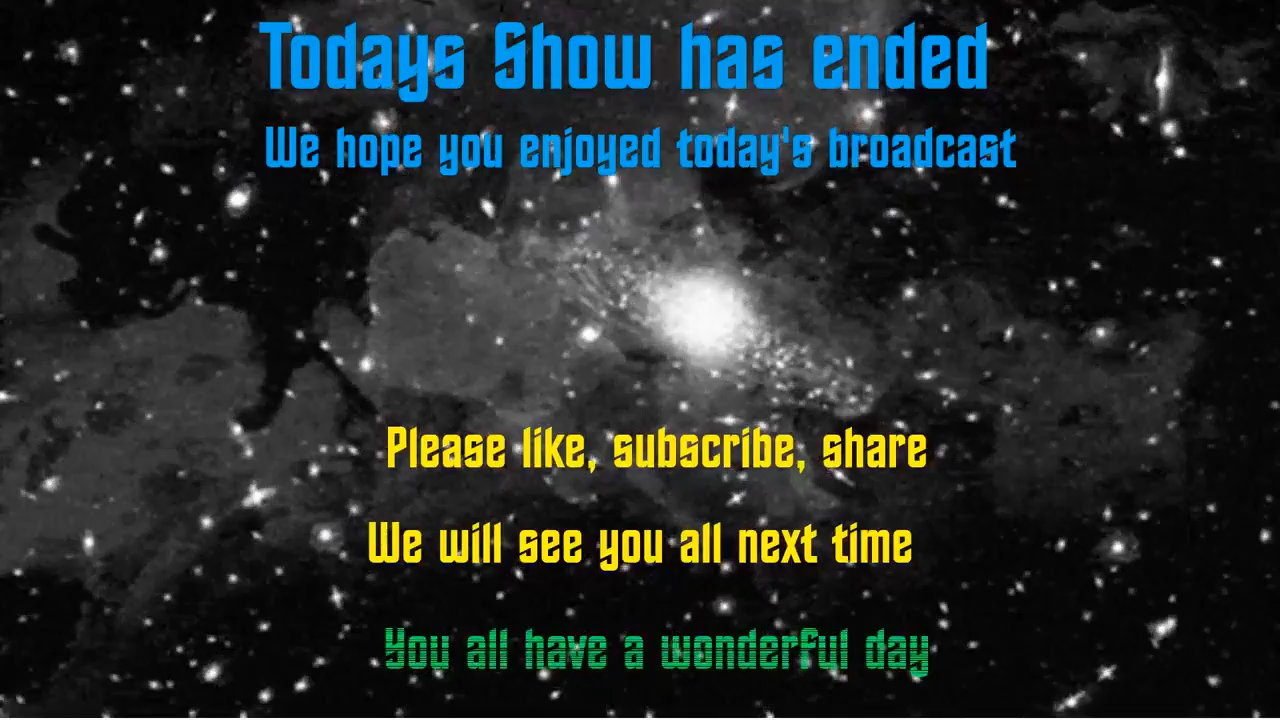 Todays Show has ended
We hope you enjoyed today's broadcast
Please like, subscribe, share
We will see you all next time
You all have a wonderful day